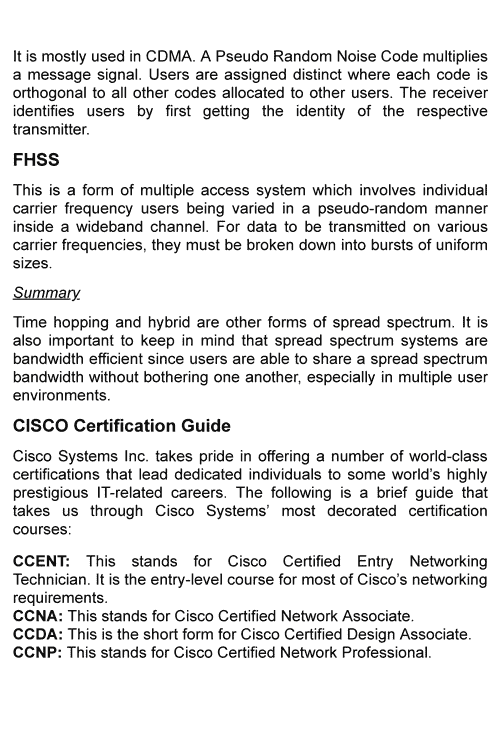 It is mostly used in CDMA. A Pseudo Random Noise Code multiplies
a message signal. Users are assigned distinct where each code is
orthogonal to all other codes allocated to other users. The receiver
identifies users by first getting the identity of the respective
transmitter.
FHSS
This is a form of multiple access system which involves individual
carrier frequency users being varied in a pseudo-random manner
inside a wideband channel. For data to be transmitted on various
carrier frequencies, they must be broken down into bursts of uniform
sizes.
Summary
Time hopping and hybrid are other forms of spread spectrum. It is
also important to keep in mind that spread spectrum systems are
bandwidth efficient since users are able to share a spread spectrum
bandwidth without bothering one another, especially in multiple user
environments.
CISCO Certification Guide
Cisco Systems Inc. takes pride in offering a number of world-class
certifications that lead dedicated individuals to some world's highly
prestigious IT-related careers. The following is a brief guide that
takes us through Cisco Systems' most decorated certification
courses:
CCENT: This stands for Cisco Certified Entry Networking
Technician. It is the entry-level course for most of Cisco's networking
requirements.
CCNA: This stands for Cisco Certified Network Associate.
CCDA: This is the short form for Cisco Certified Design Associate.
CCNP: This stands for Cisco Certified Network Professional.